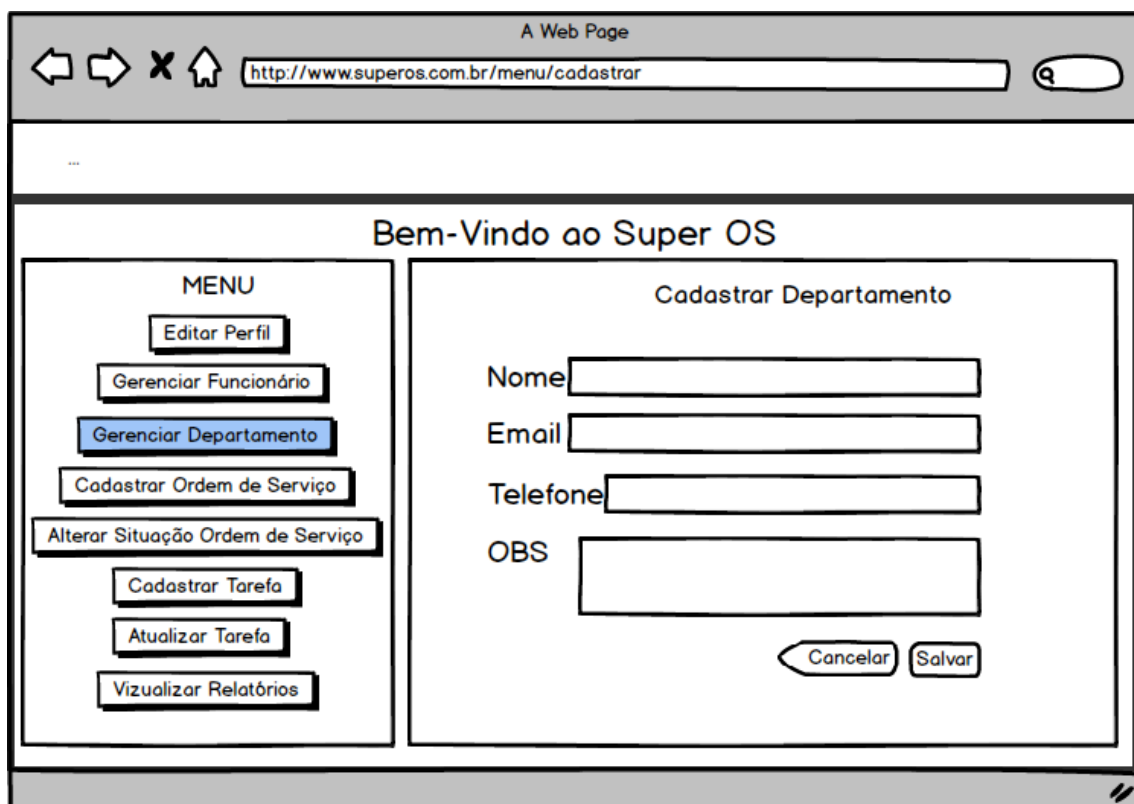 A Web Page
http://www.superos.com.br/menu/cadastrar
...
Bem-Vindo ao Super OS
MENU
Editar Perfil
Gerenciar Funcionário
Gerenciar Departamento
Cadastrar Ordem de Serviço
Alterar Situação Ordem de Serviço
Cadastrar Tarefa
Atualizar Tarefa
Vizualizar Relatórios
Cadastrar Departamento
Nome
Email
Telefone
OBS
Cancelar Salvar